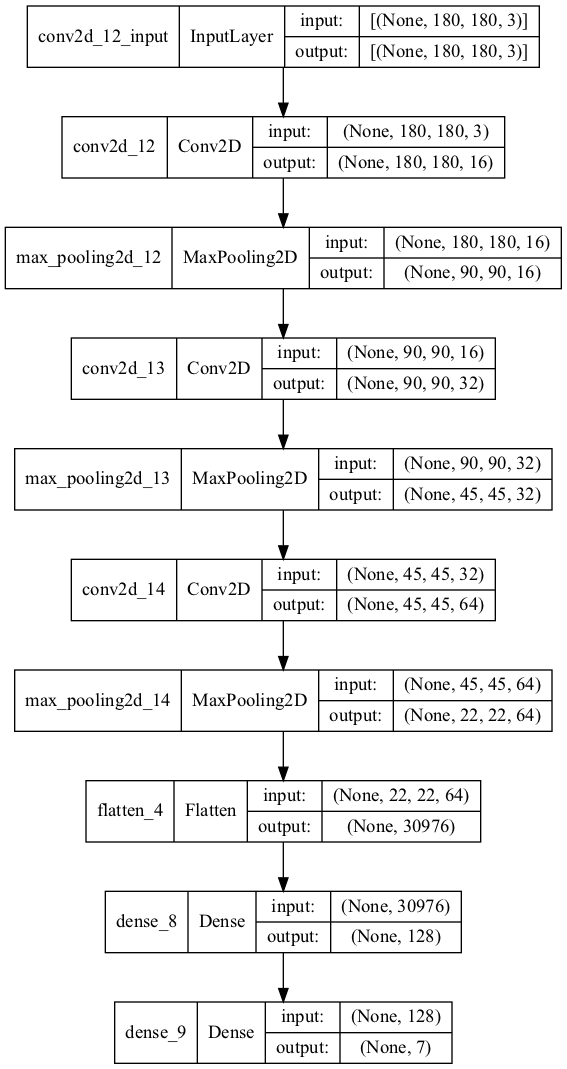 conv2d_12_input InputLayer input: [(None, 180, 180, 3)]
output: [(None, 180, 180, 3)]
conv2d_12 Conv2D input: (None, 180, 180, 3)
output: (None, 180, 180, 16)
max_pooling2d_12 MaxPooling2D input: (None, 180, 180, 16)
output: (None, 90, 90, 16)
conv2d_13 Conv2D input: (None, 90, 90, 16)
output: (None, 90, 90, 32)
max_pooling2d_13 MaxPooling2D input: (None, 90, 90, 32)
output: (None, 45, 45, 32)
conv2d_14 Conv2D input: (None, 45, 45, 32)
output: (None, 45, 45, 64)
max_pooling2d_14 MaxPooling2D input: (None, 45, 45, 64)
output: (None, 22, 22, 64)
flatten_4 Flatten input: (None, 22, 22, 64)
output: (None, 30976)
dense_8 Dense input: (None, 30976)
output: (None, 128)
dense_9 Dense input: (None, 128)
output: (None, 7)